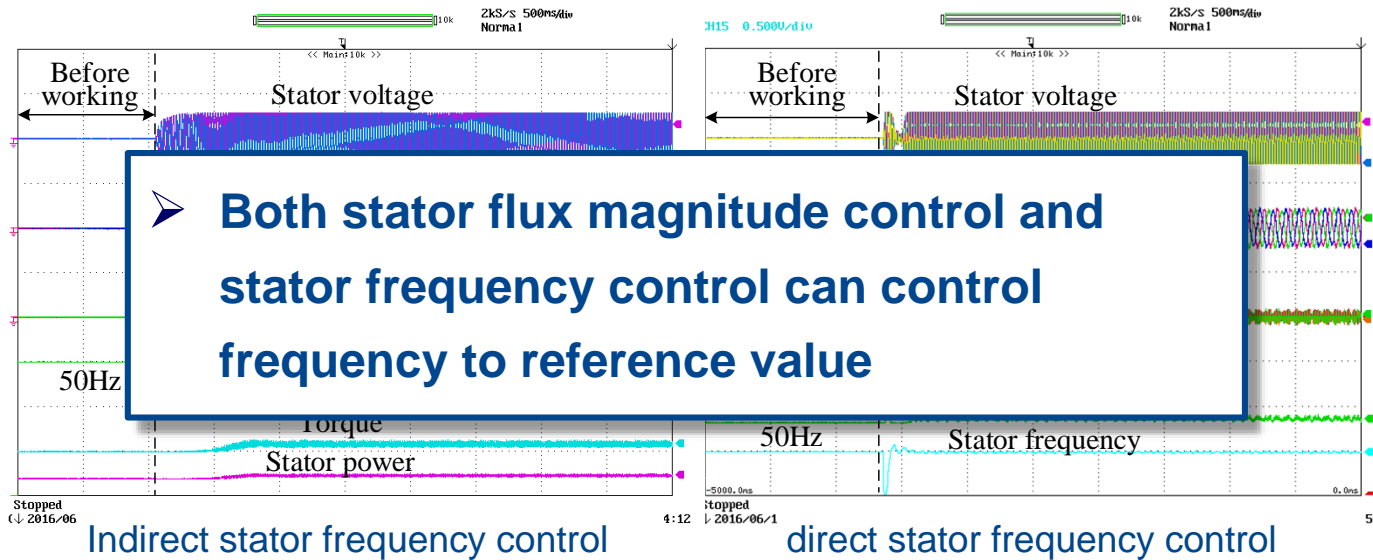 10k
2kS/s 500ms/div
Normal
<< Main:10k >>
Before
working
Stator voltage
50Hz
Torque
Stator power
Stopped
2016/06
4:12
Indirect stator frequency control
CH15 0.500V/div
10k
2kS/s 500ms/div
Normal
<< Main:10k >>
Before
working
Stator voltage
50Hz
Stator frequency
-5000.0ms
0.0ms
Stopped
2016/06/1
5
direct stator frequency control
Both stator flux magnitude control and
stator frequency control can control
frequency to reference value